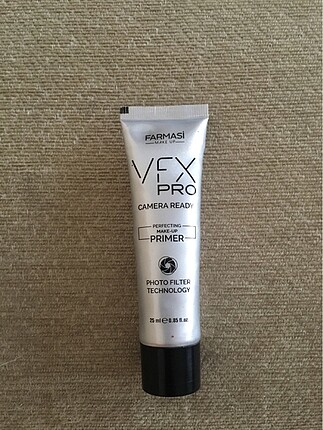 FARMASİ
MAKE UP
VFX
PRO
CAMERA READY
PERFECTING
MAKE-UP
PRIMER
PHOTO FILTER
TECHNOLOGY
25 ml ℮ 0.85 fl.oz.